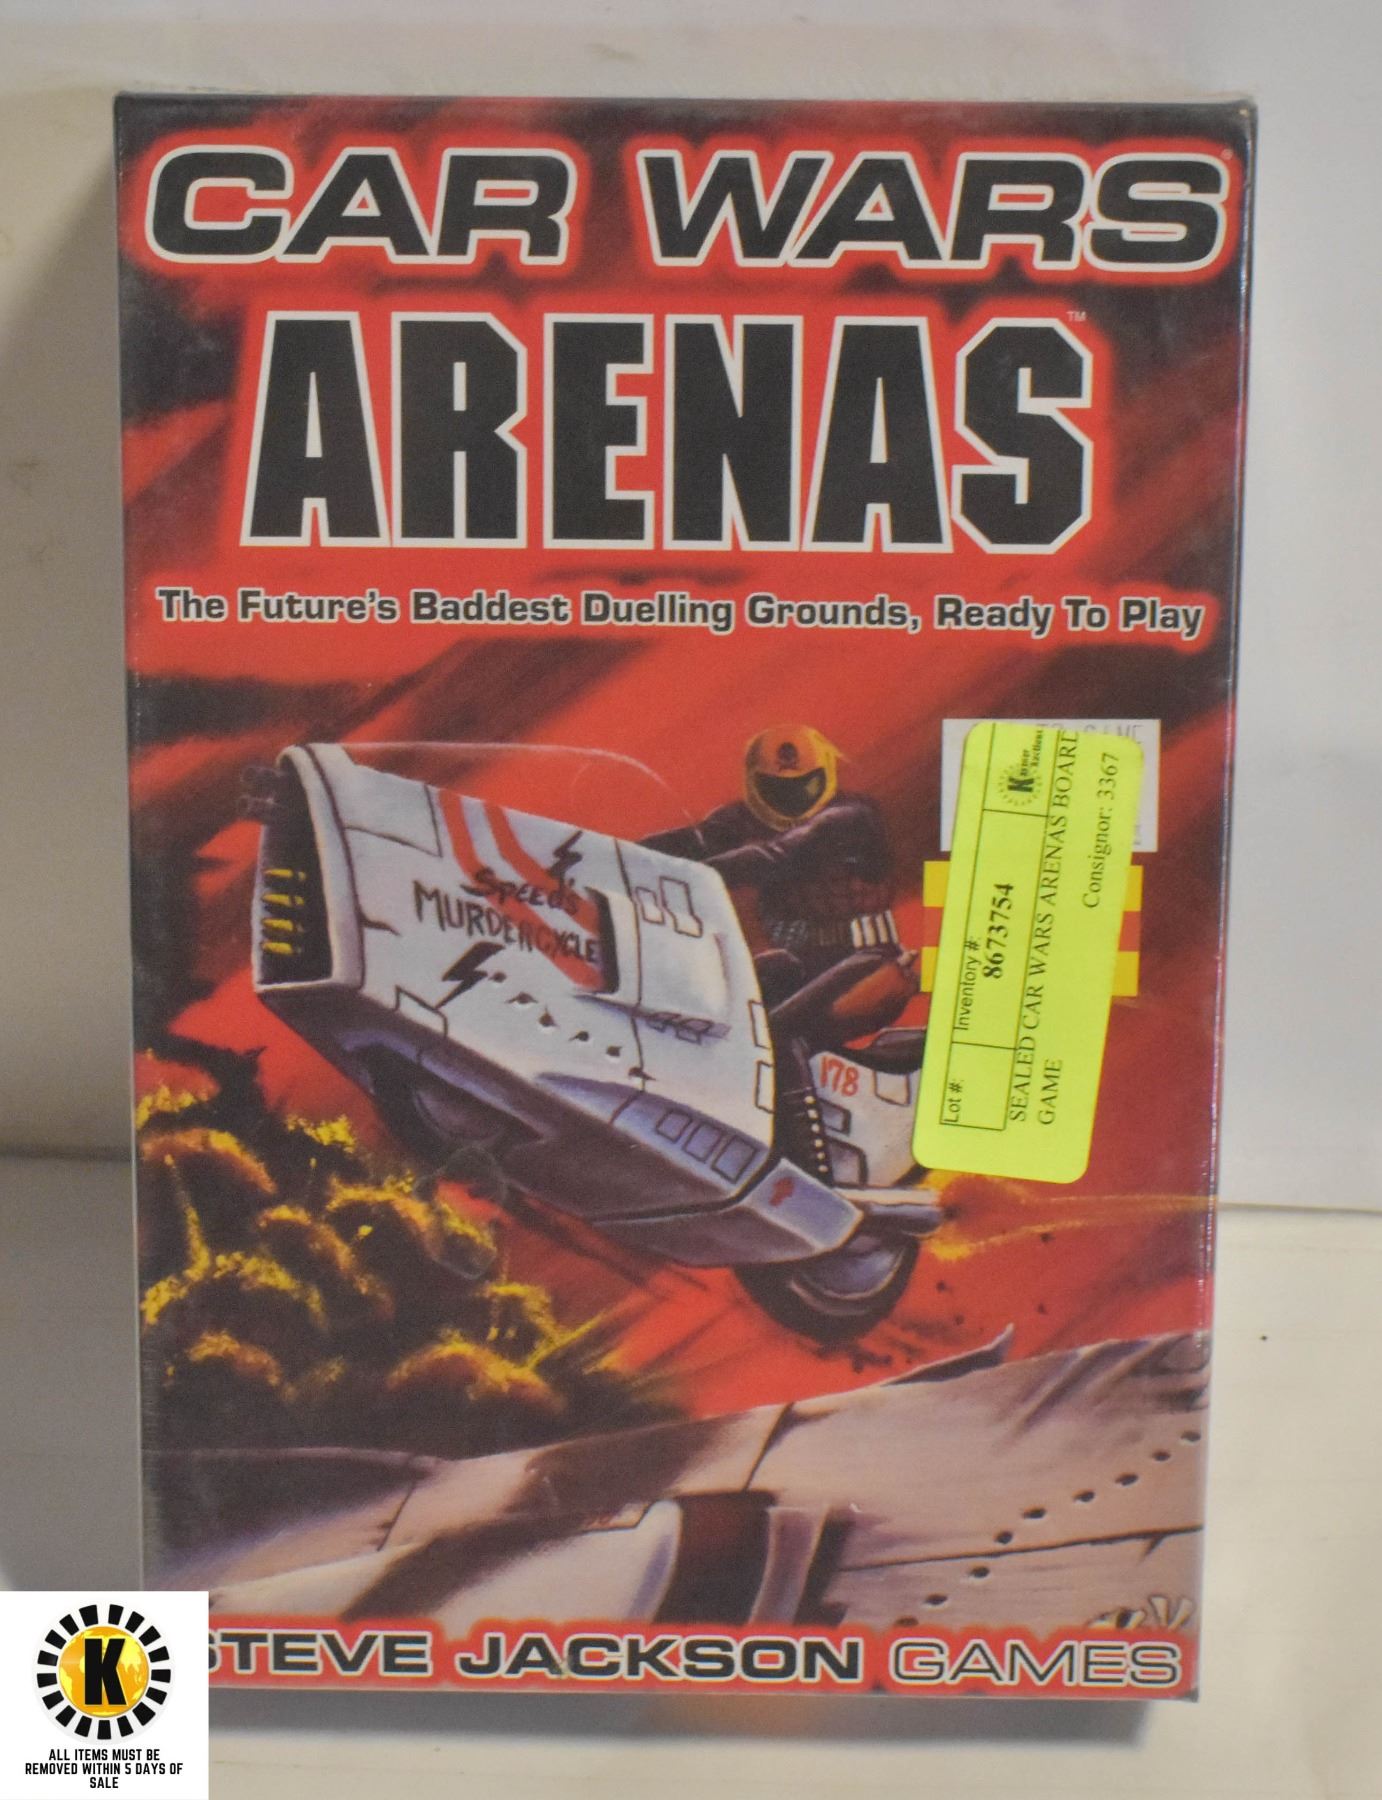 CAR WARS®
ARENAS™
The Future's Baddest Duelling Grounds, Ready To Play
Speed's
MURDERCYCLE
178
Lot #:
Inventory #:
8673754
SEALED CAR WARS ARENAS BOARD
GAME
Consignor: 3367
STEVE JACKSON GAMES
K
ALL ITEMS MUST BE
REMOVED WITHIN 5 DAYS OF
SALE